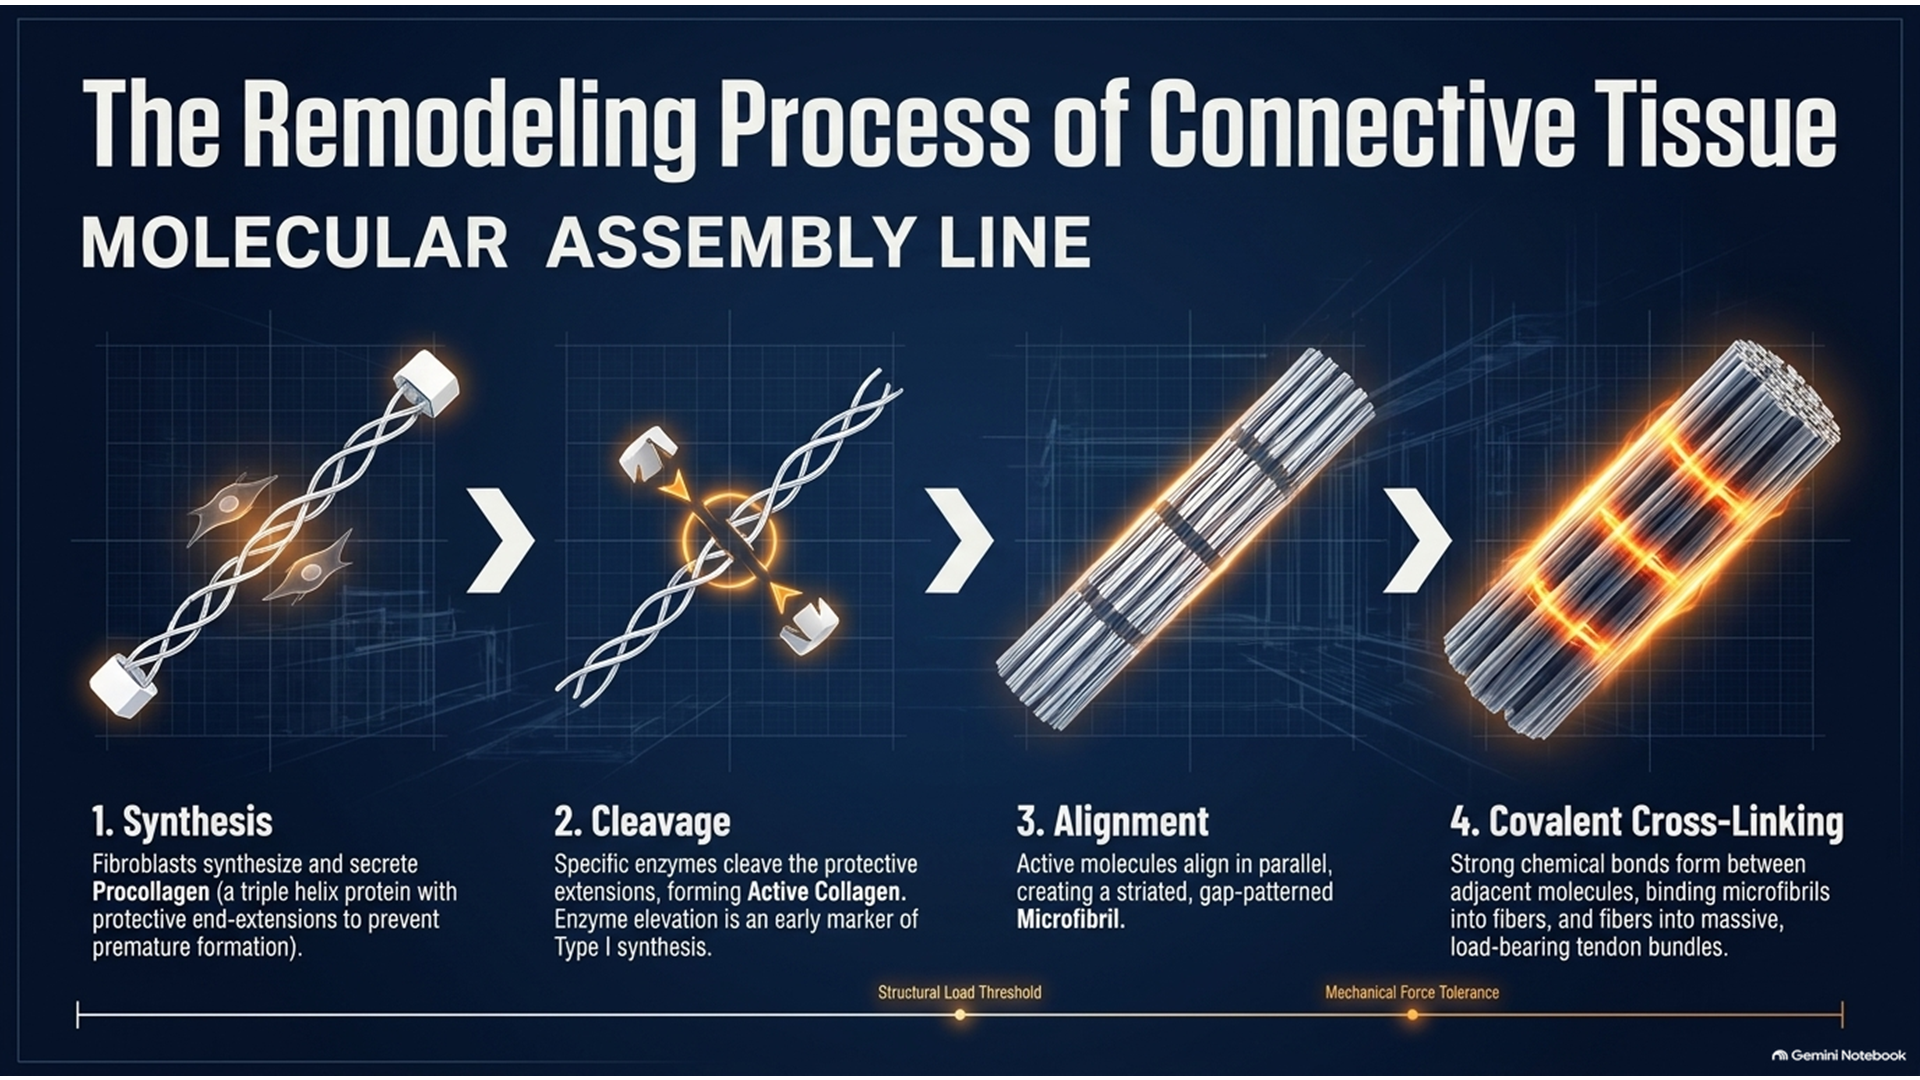 The Remodeling Process of Connective Tissue
MOLECULAR ASSEMBLY LINE
1. Synthesis
Fibroblasts synthesize and secrete
Procollagen (a triple helix protein with
protective end-extensions to prevent
premature formation).
2. Cleavage
Specific enzymes cleave the protective
extensions, forming Active Collagen.
Enzyme elevation is an early marker of
Type I synthesis.
3. Alignment
Active molecules align in parallel,
creating a striated, gap-patterned
Microfibril.
4. Covalent Cross-Linking
Strong chemical bonds form between
adjacent molecules, binding microfibrils
into fibers, and fibers into massive,
load-bearing tendon bundles.
Structural Load Threshold
Mechanical Force Tolerance
Gemini Notebook